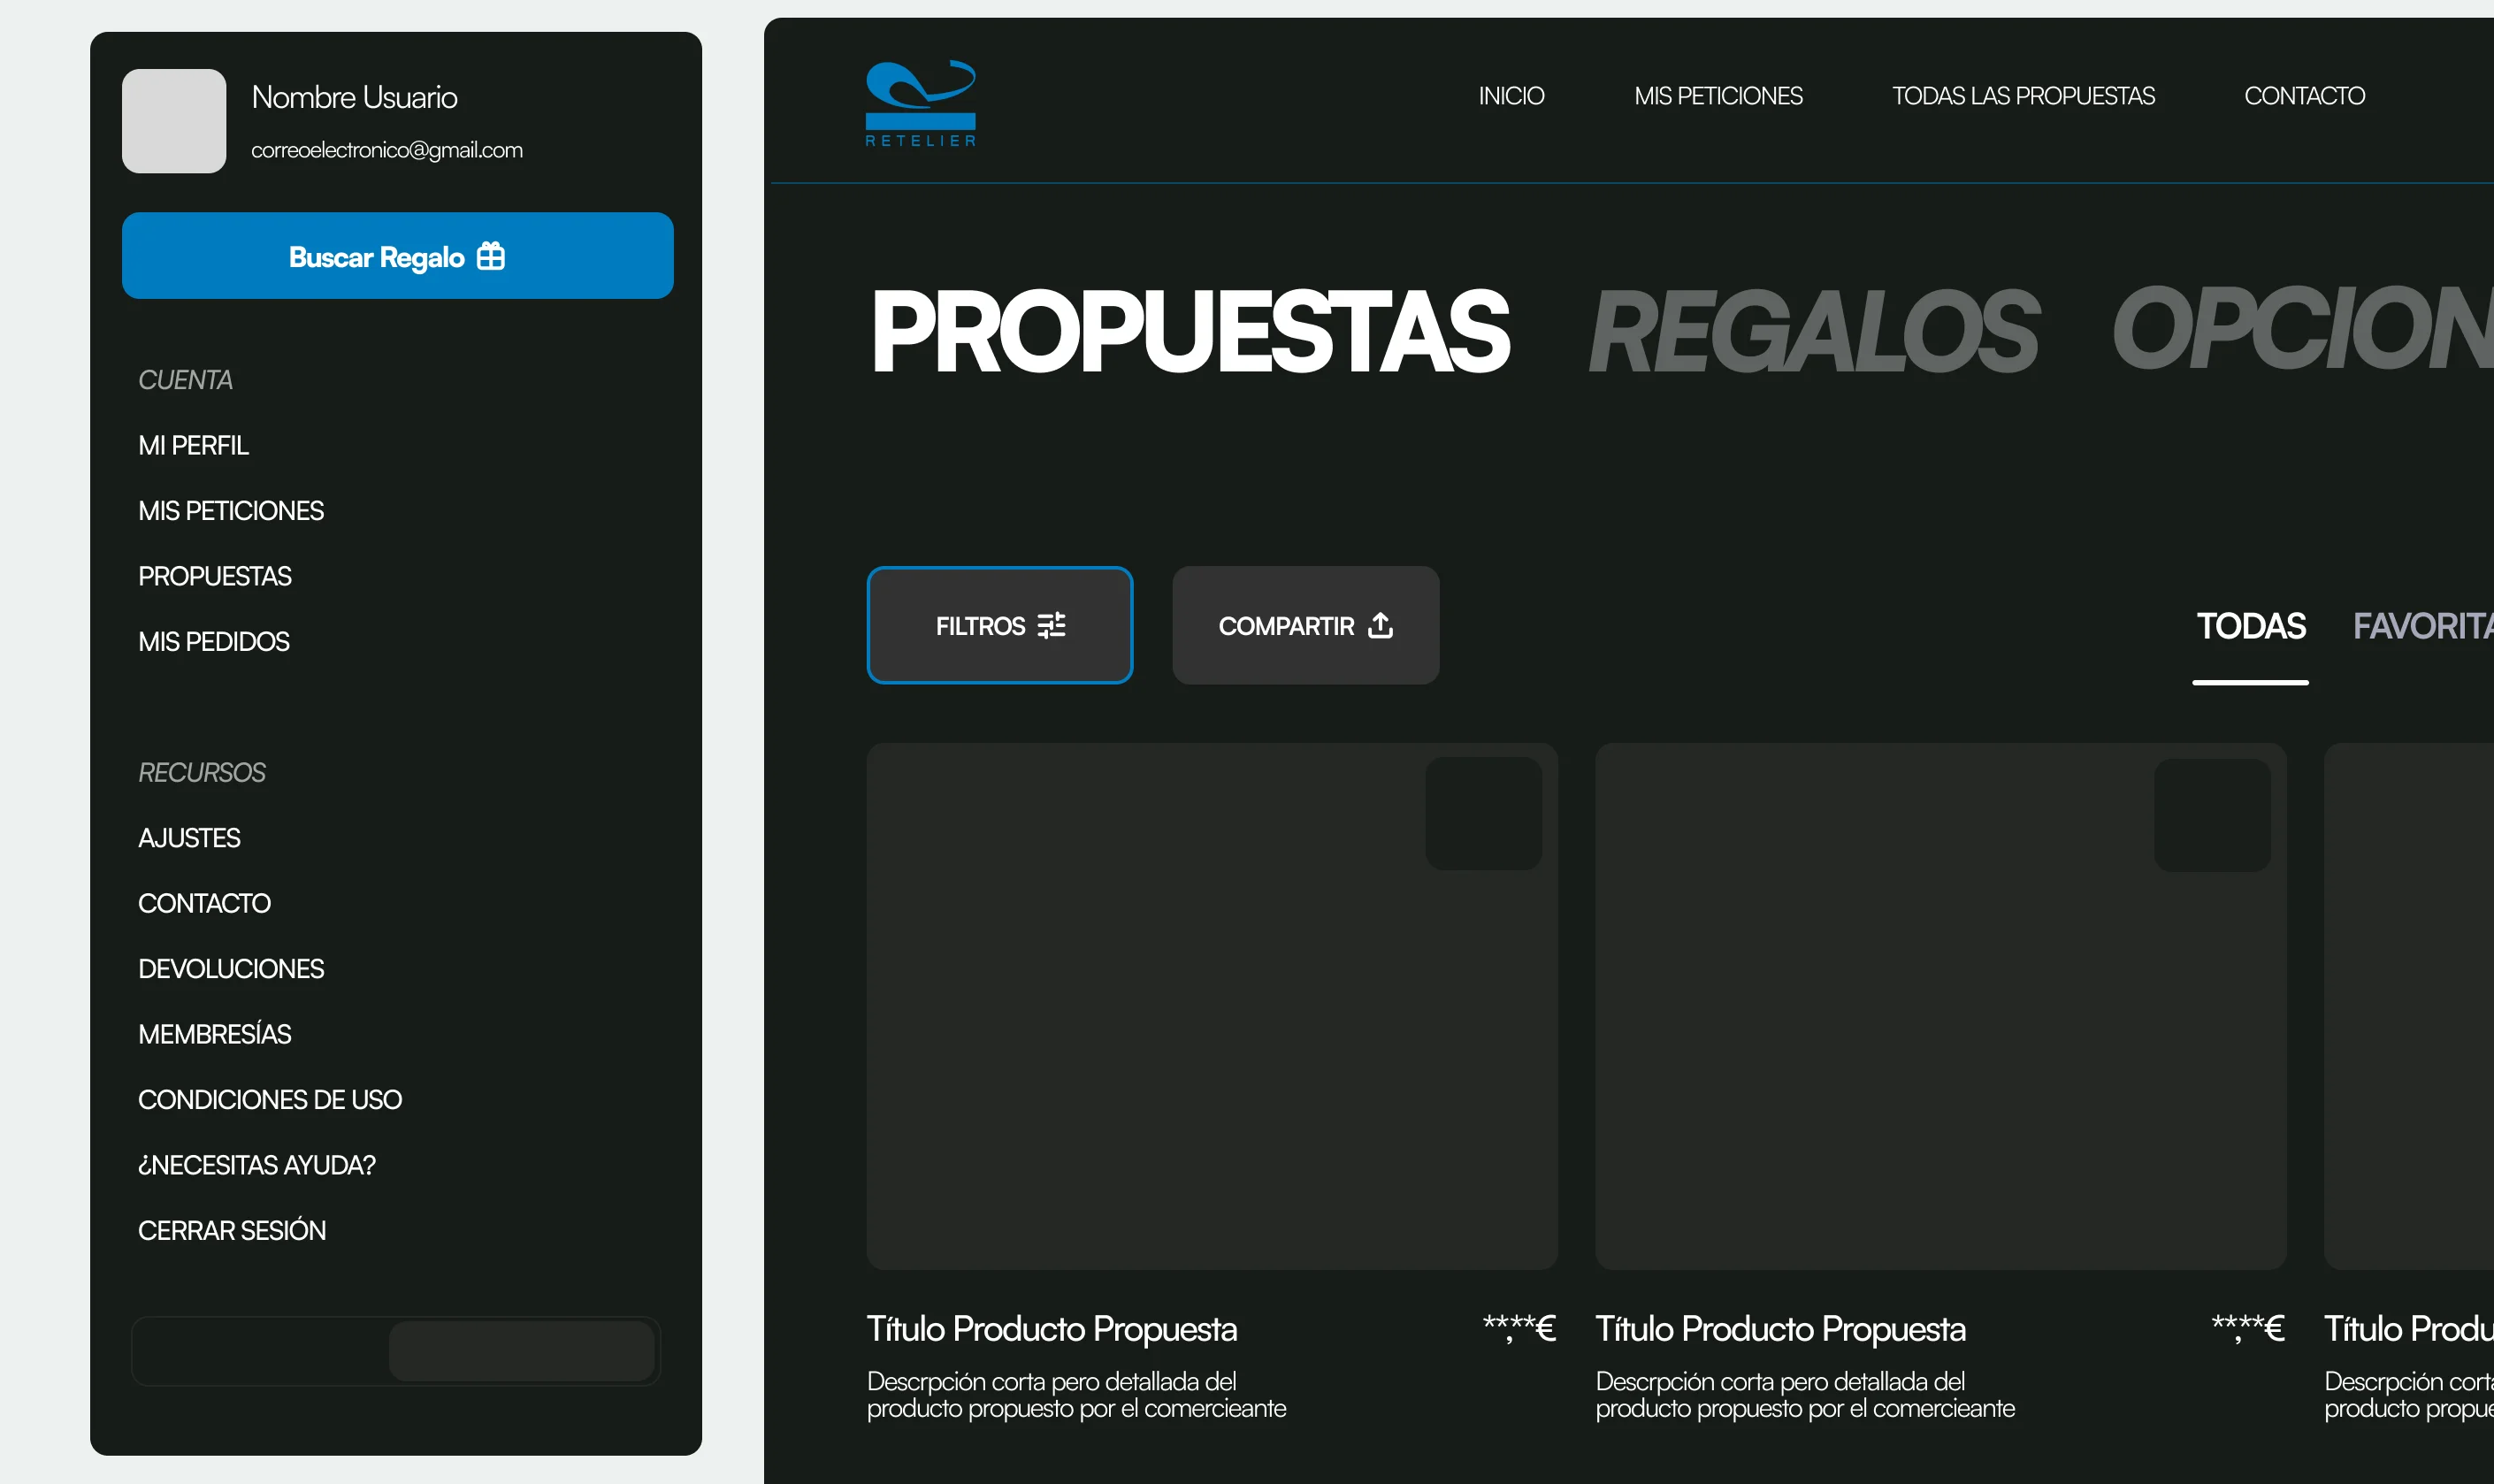 Nombre Usuario
correoelectronico@gmail.com
Buscar Regalo
CUENTA
MI PERFIL
MIS PETICIONES
PROPUESTAS
MIS PEDIDOS
RECURSOS
AJUSTES
CONTACTO
DEVOLUCIONES
MEMBRESÍAS
CONDICIONES DE USO
¿NECESITAS AYUDA?
CERRAR SESIÓN
RETELIER
INICIO MIS PETICIONES TODAS LAS PROPUESTAS CONTACTO
PROPUESTAS REGALOS OPCION
FILTROS COMPARTIR TODAS FAVORITA
Título Producto Propuesta **,**€
Descrpción corta pero detallada del
producto propuesto por el comercieante
Título Producto Propuesta **,**€
Descrpción corta pero detallada del
producto propuesto por el comercieante
Título Produ
Descrpción cort
producto propue